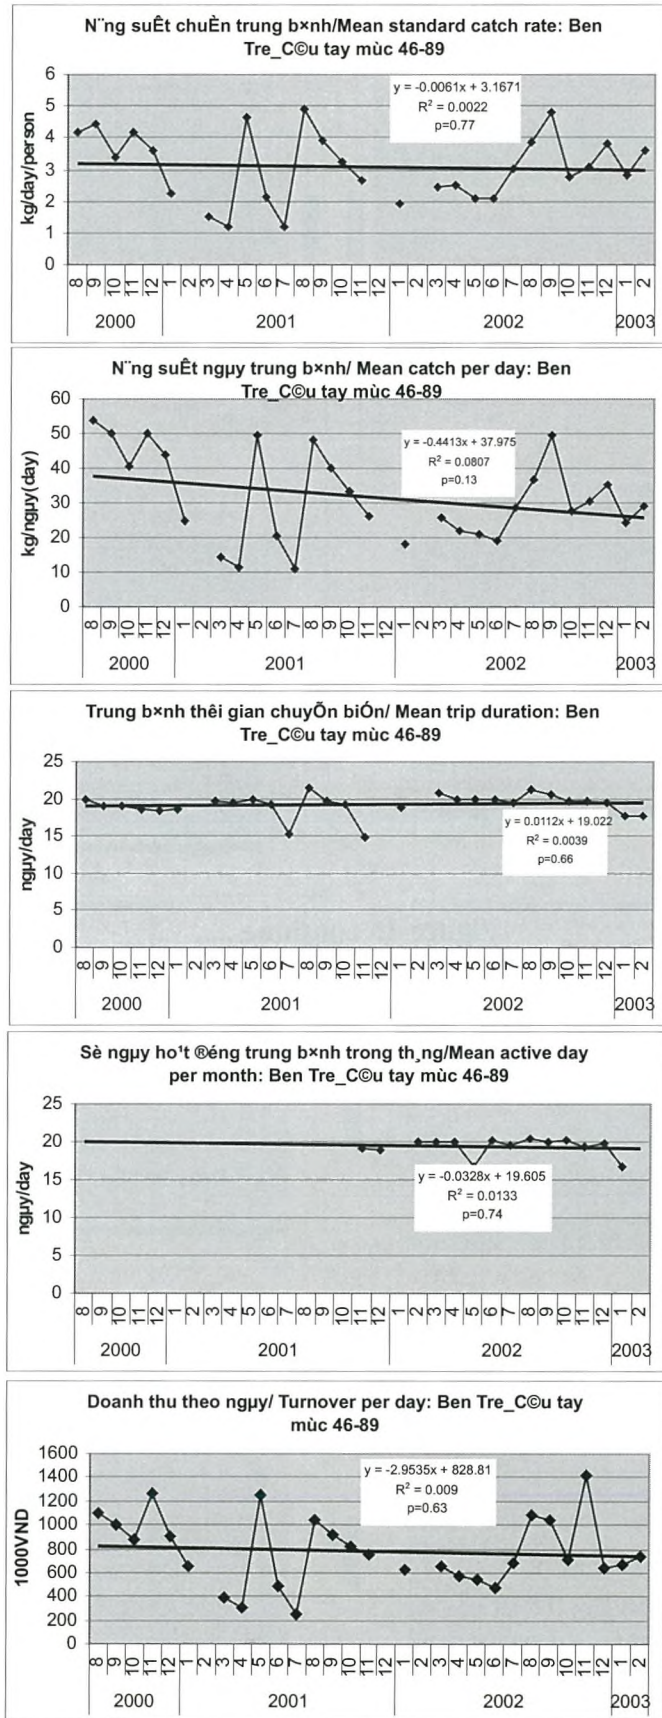 N¨ng suÊt chuÈn trung b×nh/Mean standard catch rate: Ben
Tre_C©u tay mùc 46-89
kg/day/person
6
5
4
3
2
1
0
y = -0.0061x + 3.1671
R² = 0.0022
p=0.77
8 9 10 11 12 1 2 3 4 5 6 7 8 9 10 11 12 1 2 3 4 5 6 7 8 9 10 11 12 1 2
2000 2001 2002 2003
N¨ng suÊt ngµy trung b×nh/ Mean catch per day: Ben
Tre_C©u tay mùc 46-89
kg/ngµy(day)
60
50
40
30
20
10
0
y = -0.4413x + 37.975
R² = 0.0807
p=0.13
8 9 10 11 12 1 2 3 4 5 6 7 8 9 10 11 12 1 2 3 4 5 6 7 8 9 10 11 12 1 2
2000 2001 2002 2003
Trung b×nh thêi gian chuyÕn biÓn/ Mean trip duration: Ben
Tre_C©u tay mùc 46-89
ngµy/day
25
20
15
10
5
0
y = 0.0112x + 19.022
R² = 0.0039
p=0.66
8 9 10 11 12 1 2 3 4 5 6 7 8 9 10 11 12 1 2 3 4 5 6 7 8 9 10 11 12 1 2
2000 2001 2002 2003
Sè ngµy ho¹t ®éng trung b×nh trong th¸ng/Mean active day
per month: Ben Tre_C©u tay mùc 46-89
ngµy/day
25
20
15
10
5
0
y = -0.0328x + 19.605
R² = 0.0133
p=0.74
8 9 10 11 12 1 2 3 4 5 6 7 8 9 10 11 12 1 2 3 4 5 6 7 8 9 10 11 12 1 2
2000 2001 2002 2003
Doanh thu theo ngµy/ Turnover per day: Ben Tre_C©u tay
mùc 46-89
1000VND
1600
1400
1200
1000
800
600
400
200
0
y = -2.9535x + 828.81
R² = 0.009
p=0.63
8 9 10 11 12 1 2 3 4 5 6 7 8 9 10 11 12 1 2 3 4 5 6 7 8 9 10 11 12 1 2
2000 2001 2002 2003